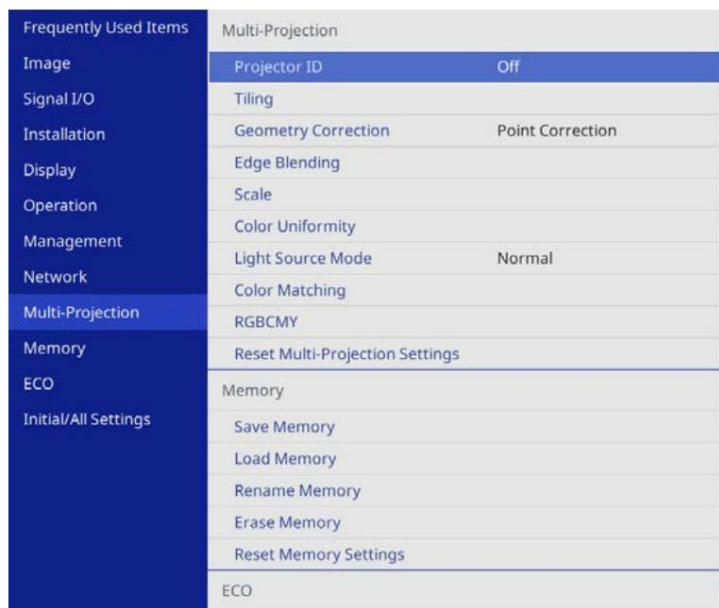 Frequently Used Items
Image
Signal I/O
Installation
Display
Operation
Management
Network
Multi-Projection
Memory
ECO
Initial/All Settings
Multi-Projection
Projector ID Off
Tiling
Geometry Correction Point Correction
Edge Blending
Scale
Color Uniformity
Light Source Mode Normal
Color Matching
RGBCMY
Reset Multi-Projection Settings
Memory
Save Memory
Load Memory
Rename Memory
Erase Memory
Reset Memory Settings
ECO